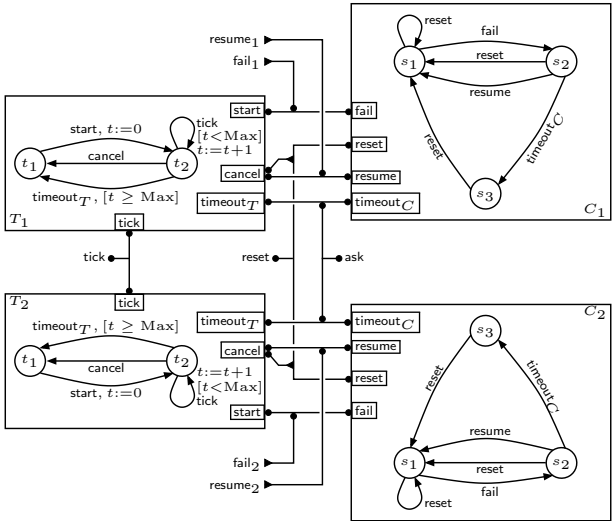 resume1
fail1
reset
fail
s1
reset
s2
resume
reset
timeoutC
s3
C1
start
fail
reset
cancel
resume
timeoutT
timeoutC
start, t:=0
tick
[t<Max]
t:=t+1
t1
cancel
t2
timeoutT, [t ≥ Max]
T1
tick
tick
reset
ask
T2
tick
timeoutT, [t ≥ Max]
t1
cancel
t2
t:=t+1
[t<Max]
start, t:=0
tick
timeoutT
timeoutC
cancel
resume
reset
start
fail
C2
s3
reset
timeoutC
resume
s1
reset
s2
fail
reset
fail2
resume2